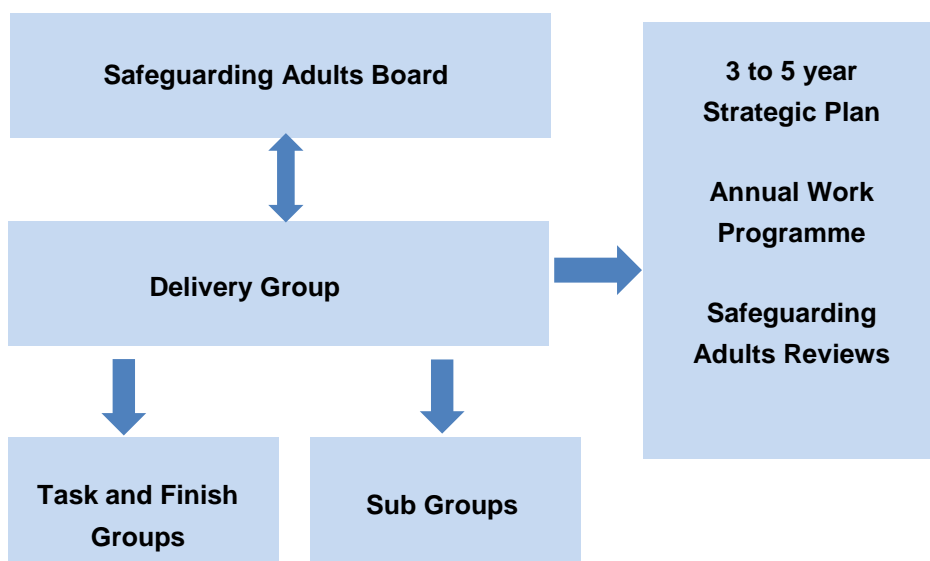 Safeguarding Adults Board
3 to 5 year
Strategic Plan
Annual Work
Programme
Safeguarding
Adults Reviews
Delivery Group
Task and Finish
Groups
Sub Groups